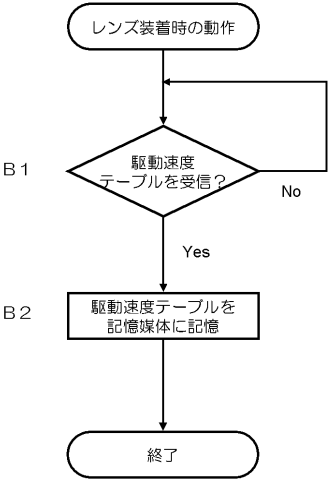 レンズ装着時の動作
B1
駆動速度
テーブルを受信？
No
Yes
B2
駆動速度テーブルを
記憶媒体に記憶
終了